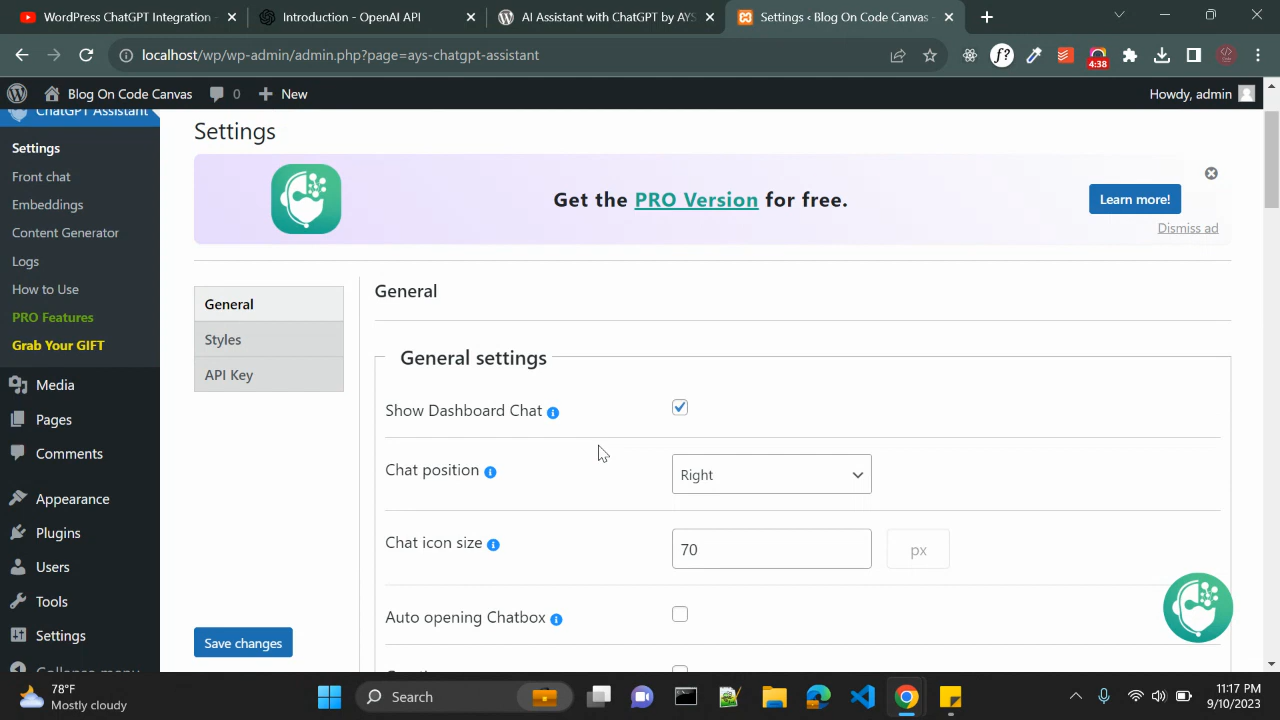 WordPress ChatGPT Integration
Introduction - OpenAI API
AI Assistant with ChatGPT by AYS
Settings ‹ Blog On Code Canvas
localhost/wp/wp-admin/admin.php?page=ays-chatgpt-assistant
f?
4:38
Blog On Code Canvas
0
New
Howdy, admin
ChatGPT Assistant
Settings
Front chat
Embeddings
Content Generator
Logs
How to Use
PRO Features
Grab Your GIFT
Media
Pages
Comments
Appearance
Plugins
Users
Tools
Settings
Collapse menu
Settings
Get the PRO Version for free.
Learn more!
Dismiss ad
General
Styles
API Key
Save changes
General
General settings
Show Dashboard Chat
Chat position
Right
Chat icon size
70
px
Auto opening Chatbox
78°F
Mostly cloudy
Search
11:17 PM
9/10/2023